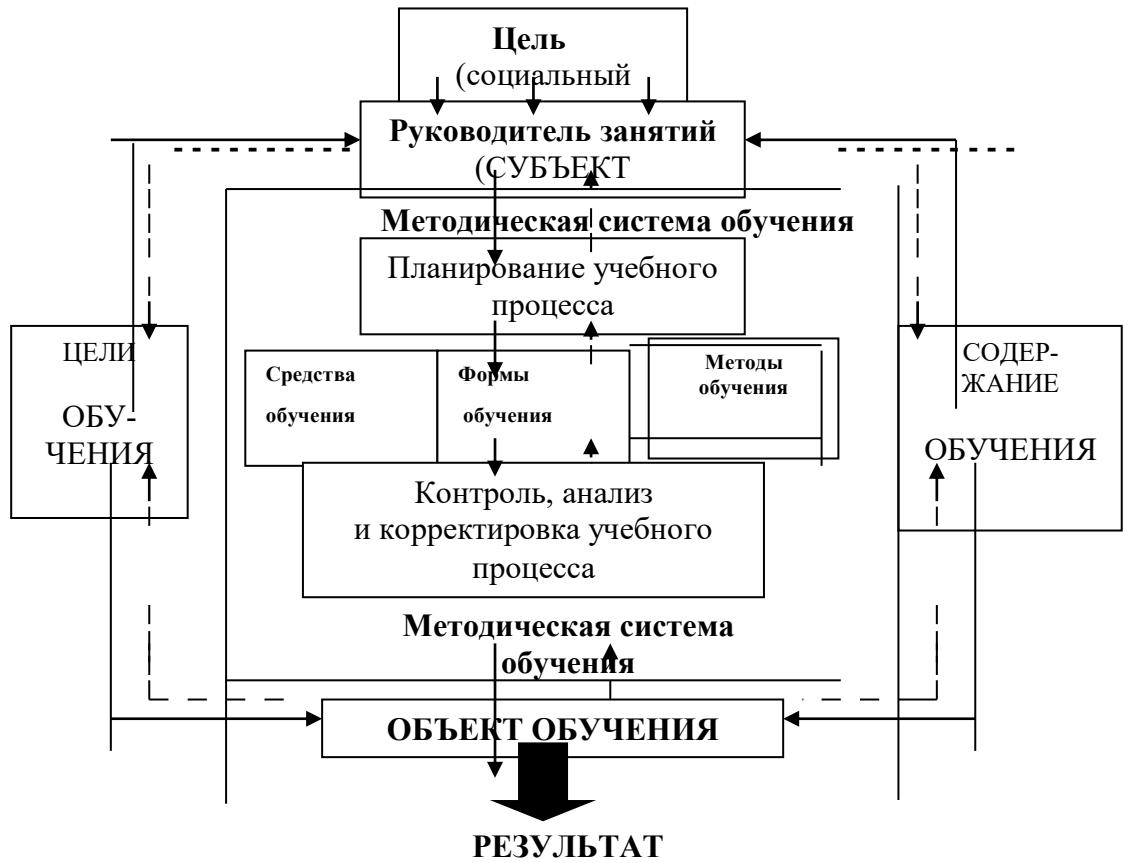 Цель
(социальный
Руководитель занятий
(СУБЪЕКТ
Методическая система обучения
Планирование учебного
процесса
ЦЕЛИ
ОБУ-
ЧЕНИЯ
Средства
обучения
Формы
обучения
Методы
обучения
СОДЕР-
ЖАНИЕ
ОБУЧЕНИЯ
Контроль, анализ
и корректировка учебного
процесса
Методическая система
обучения
ОБЪЕКТ ОБУЧЕНИЯ
РЕЗУЛЬТАТ